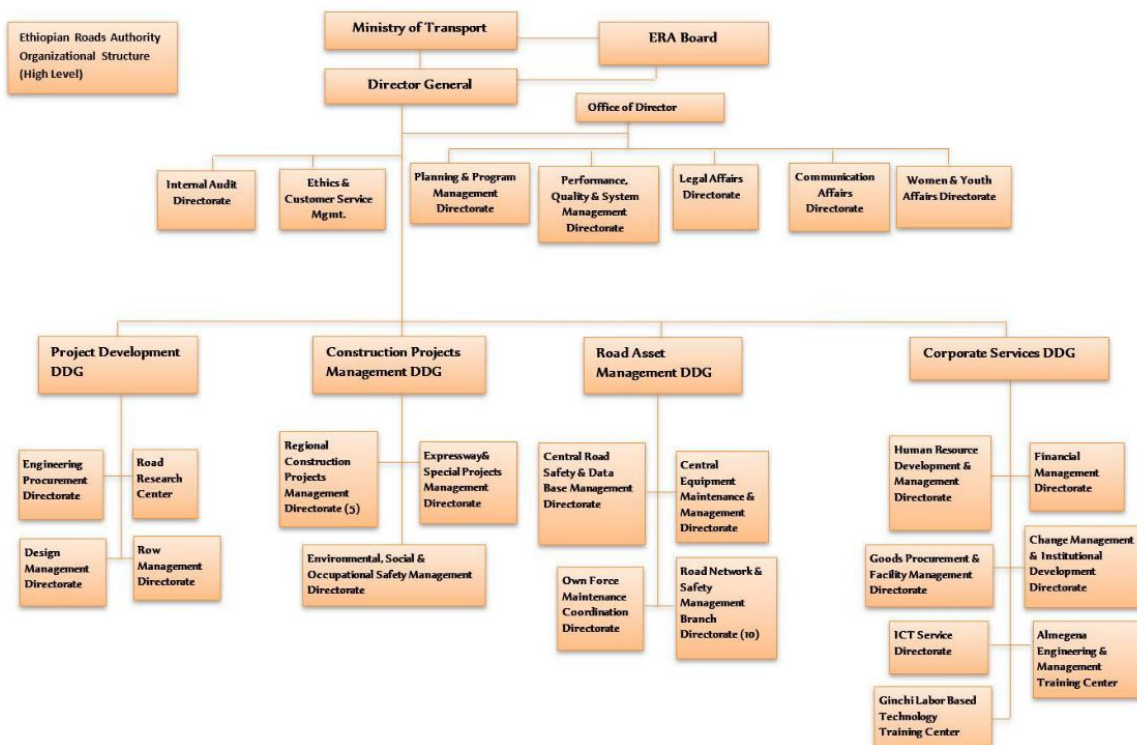 Ethiopian Roads Authority
Organizational Structure
(High Level)
Ministry of Transport
ERA Board
Director General
Office of Director
Internal Audit
Directorate
Ethics &
Customer Service
Mgmt.
Planning & Program
Management
Directorate
Performance,
Quality & System
Management
Directorate
Legal Affairs
Directorate
Communication
Affairs
Directorate
Women & Youth
Affairs Directorate
Project Development
DDG
Construction Projects
Management DDG
Road Asset
Management DDG
Corporate Services DDG
Engineering
Procurement
Directorate
Road
Research
Center
Design
Management
Directorate
Row
Management
Directorate
Regional
Construction
Projects
Management
Directorate (5)
Expressway&
Special Projects
Management
Directorate
Environmental, Social &
Occupational Safety Management
Directorate
Central Road
Safety & Data
Base Management
Directorate
Central
Equipment
Maintenance &
Management
Directorate
Own Force
Maintenance
Coordination
Directorate
Road Network &
Safety
Management
Branch
Directorate (10)
Human Resource
Development &
Management
Directorate
Financial
Management
Directorate
Goods Procurement &
Facility Management
Directorate
Change Management
& Institutional
Development
Directorate
ICT Service
Directorate
Almegena
Engineering &
Management
Training Center
Ginchi Labor Based
Technology
Training Center